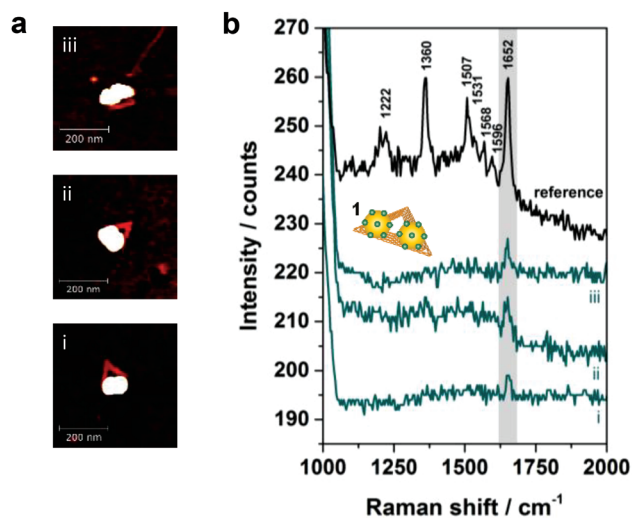 a
iii
200 nm
ii
200 nm
i
200 nm
b
270
260
250
240
230
220
210
200
190
Intensity / counts
1222
1360
1507
1531
1568
1596
1652
reference
1
iii
ii
i
1000 1250 1500 1750 2000
Raman shift / cm⁻¹